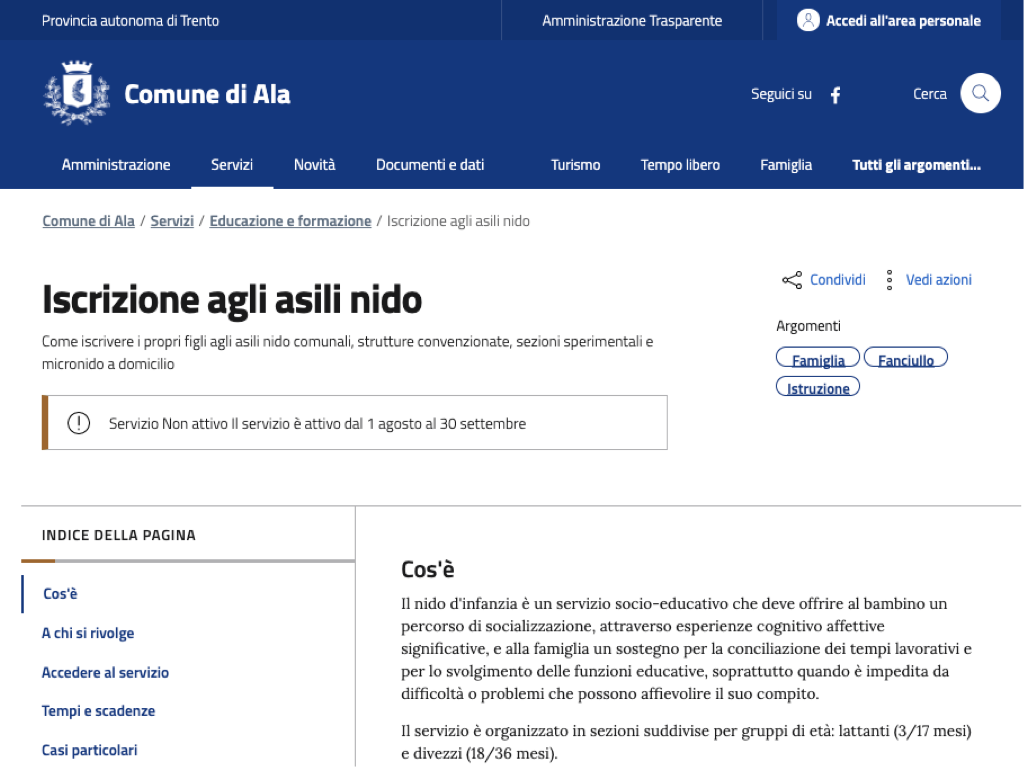 Provincia autonoma di Trento
Amministrazione Trasparente
Accedi all'area personale
Comune di Ala
Seguici su
Cerca
Amministrazione
Servizi
Novità
Documenti e dati
Turismo
Tempo libero
Famiglia
Tutti gli argomenti...
Comune di Ala / Servizi / Educazione e formazione / Iscrizione agli asili nido
Iscrizione agli asili nido
Come iscrivere i propri figli agli asili nido comunali, strutture convenzionate, sezioni sperimentali e
micronido a domicilio
Servizio Non attivo Il servizio è attivo dal 1 agosto al 30 settembre
Condividi
Vedi azioni
Argomenti
Famiglia
Fanciullo
Istruzione
INDICE DELLA PAGINA
Cos'è
A chi si rivolge
Accedere al servizio
Tempi e scadenze
Casi particolari
Cos'è
Il nido d'infanzia è un servizio socio-educativo che deve offrire al bambino un
percorso di socializzazione, attraverso esperienze cognitivo affettive
significative, e alla famiglia un sostegno per la conciliazione dei tempi lavorativi e
per lo svolgimento delle funzioni educative, soprattutto quando è impedita da
difficoltà o problemi che possono affievolire il suo compito.
Il servizio è organizzato in sezioni suddivise per gruppi di età: lattanti (3/17 mesi)
e divezzi (18/36 mesi).